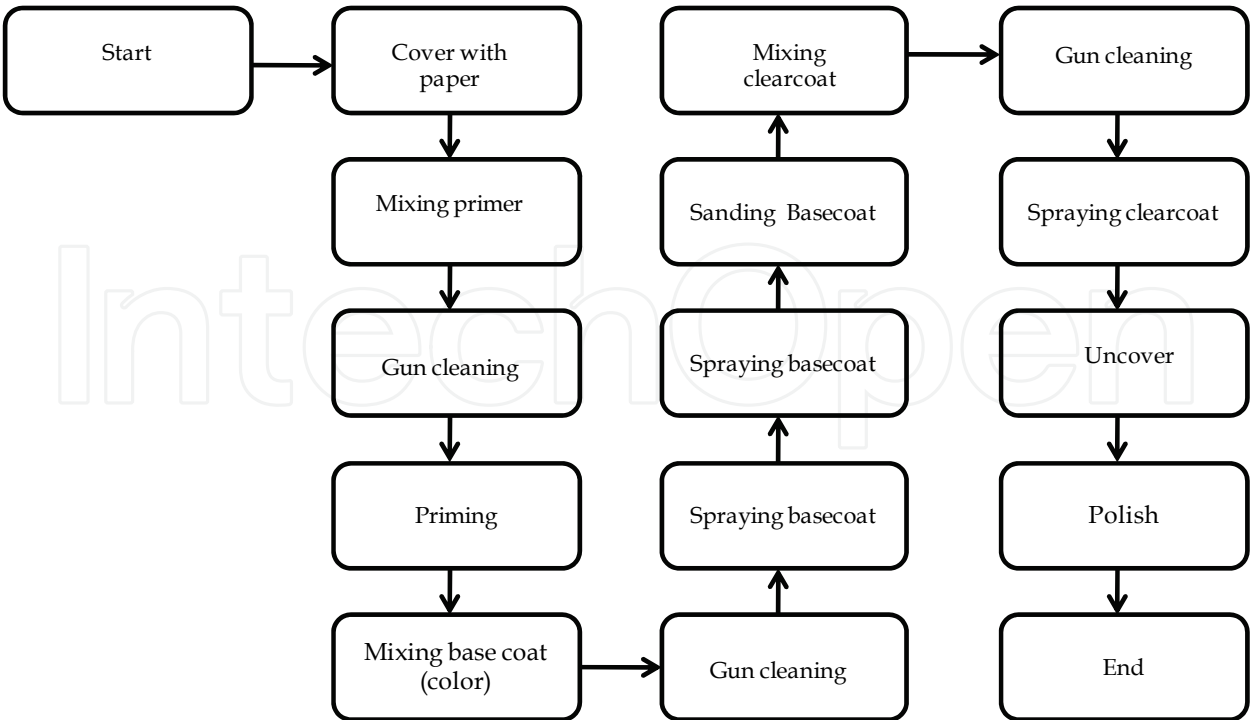 Start
Cover with
paper
Mixing primer
Gun cleaning
Priming
Mixing base coat
(color)
Gun cleaning
Spraying basecoat
Spraying basecoat
Sanding Basecoat
Mixing
clearcoat
Gun cleaning
Spraying clearcoat
Uncover
Polish
End
IntechOpen